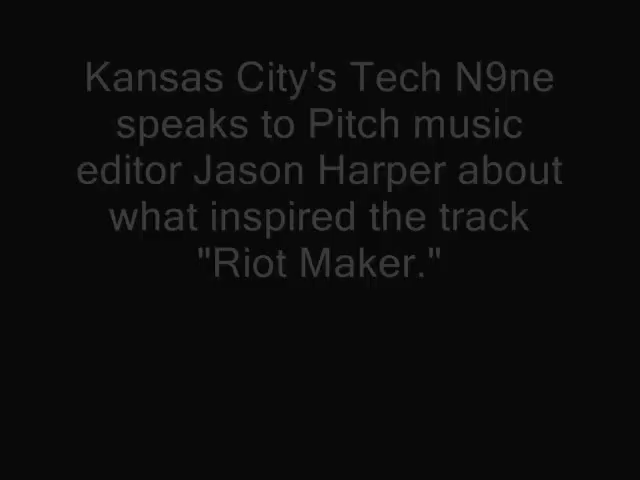 Kansas City's Tech N9ne
speaks to Pitch music
editor Jason Harper about
what inspired the track
"Riot Maker."